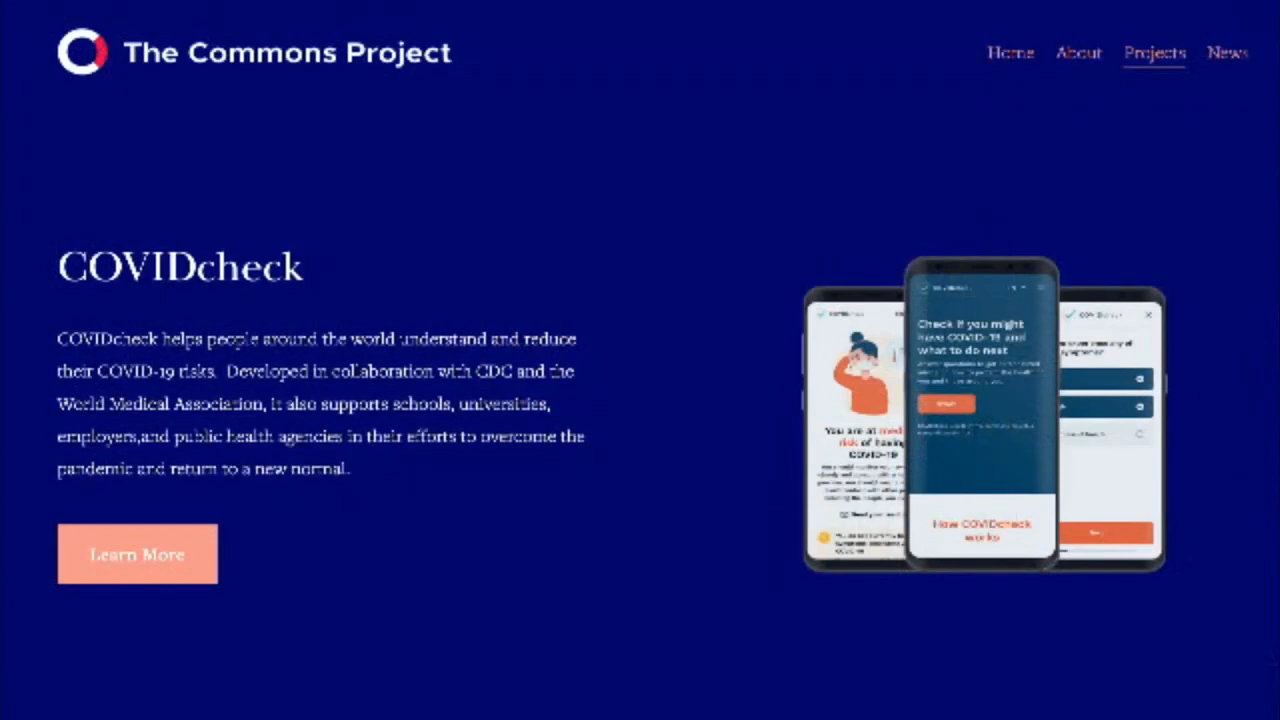 The Commons Project
Home About Projects News
COVIDcheck
COVIDcheck helps people around the world understand and reduce
their COVID-19 risks. Developed in collaboration with CDC and the
World Medical Association, it also supports schools, universities,
employers,and public health agencies in their efforts to overcome the
pandemic and return to a new normal.
Learn More
You are at
risk of having
COVID-19
Check if you might
have COVID-19 and
what to do next
How COVIDcheck
works